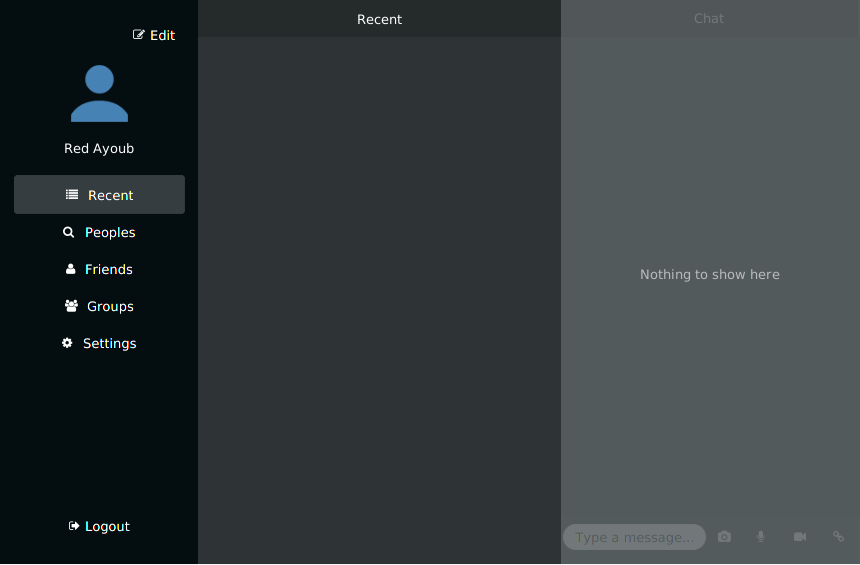 Edit
Red Ayoub
Recent
Peoples
Friends
Groups
Settings
Logout
Recent
Chat
Nothing to show here
Type a message...